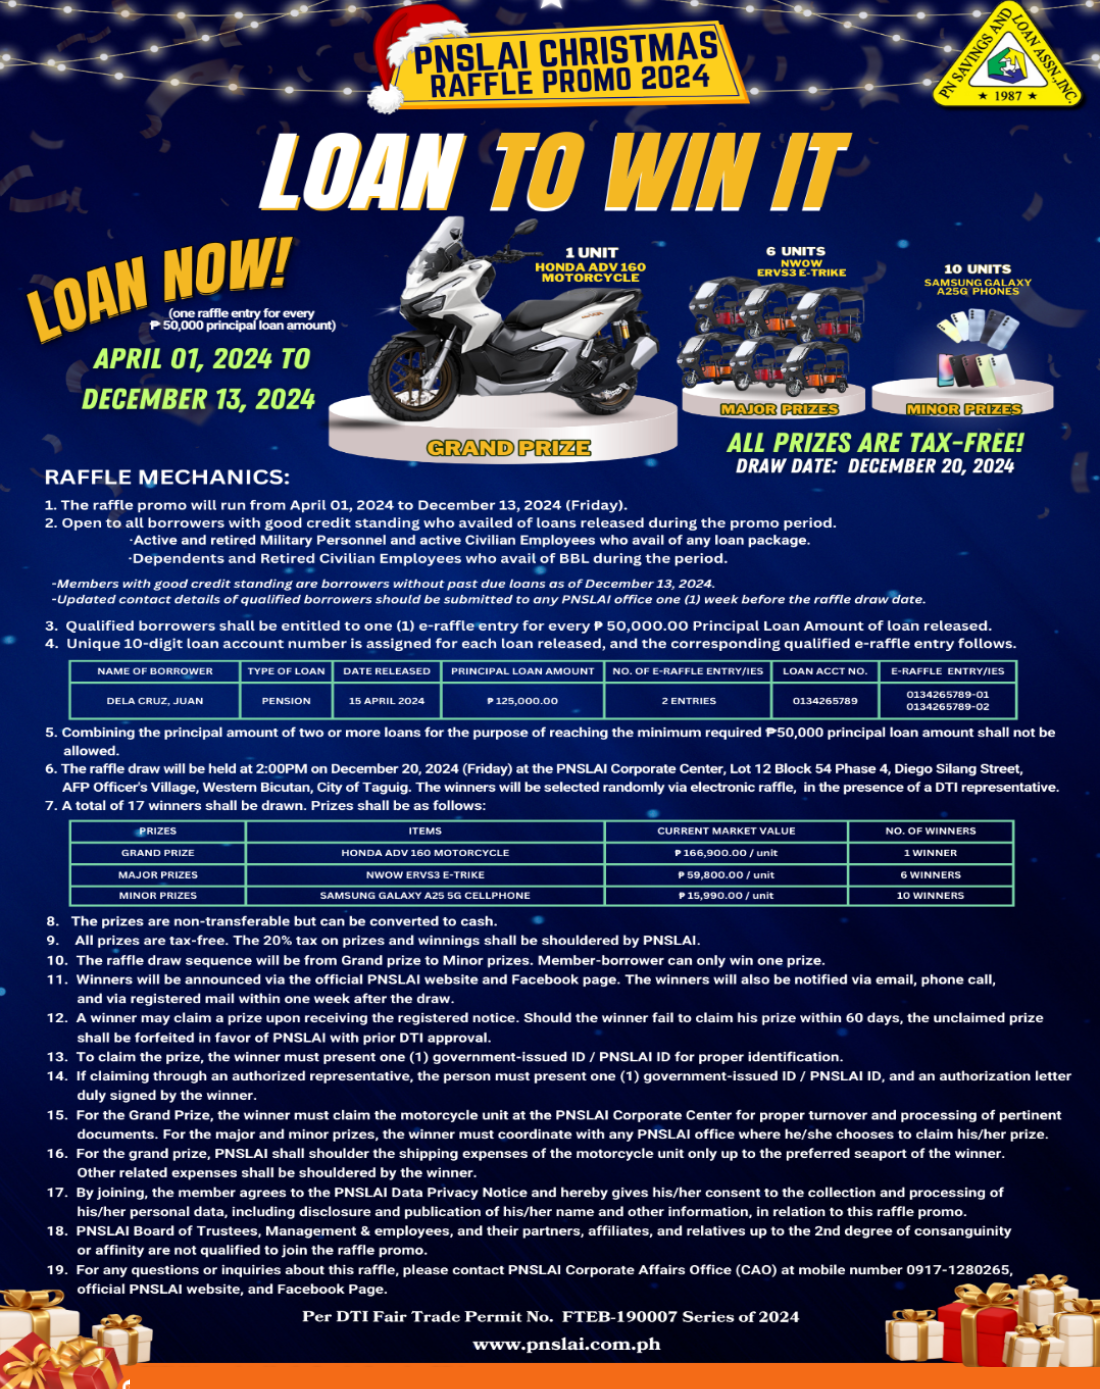 PNSLAI CHRISTMAS
RAFFLE PROMO 2024
PN SAVINGS AND LOAN ASSN., INC.
★ 1987 ★
LOAN TO WIN IT
LOAN NOW!
(one raffle entry for every
₱ 50,000 principal loan amount)
APRIL 01, 2024 TO
DECEMBER 13, 2024
1 UNIT
HONDA ADV 160
MOTORCYCLE
GRAND PRIZE
6 UNITS
NWOW
ERVS3 E-TRIKE
MAJOR PRIZES
10 UNITS
SAMSUNG GALAXY
A25G PHONES
MINOR PRIZES
ALL PRIZES ARE TAX-FREE!
DRAW DATE: DECEMBER 20, 2024
RAFFLE MECHANICS:
1. The raffle promo will run from April 01, 2024 to December 13, 2024 (Friday).
2. Open to all borrowers with good credit standing who availed of loans released during the promo period.
·Active and retired Military Personnel and active Civilian Employees who avail of any loan package.
·Dependents and Retired Civilian Employees who avail of BBL during the period.
-Members with good credit standing are borrowers without past due loans as of December 13, 2024.
-Updated contact details of qualified borrowers should be submitted to any PNSLAI office one (1) week before the raffle draw date.
3. Qualified borrowers shall be entitled to one (1) e-raffle entry for every ₱ 50,000.00 Principal Loan Amount of loan released.
4. Unique 10-digit loan account number is assigned for each loan released, and the corresponding qualified e-raffle entry follows.
NAME OF BORROWER TYPE OF LOAN DATE RELEASED PRINCIPAL LOAN AMOUNT NO. OF E-RAFFLE ENTRY/IES LOAN ACCT NO. E-RAFFLE ENTRY/IES
DELA CRUZ, JUAN PENSION 15 APRIL 2024 ₱ 125,000.00 2 ENTRIES 0134265789 0134265789-01
0134265789-02
5. Combining the principal amount of two or more loans for the purpose of reaching the minimum required ₱50,000 principal loan amount shall not be
allowed.
6. The raffle draw will be held at 2:00PM on December 20, 2024 (Friday) at the PNSLAI Corporate Center, Lot 12 Block 54 Phase 4, Diego Silang Street,
AFP Officer's Village, Western Bicutan, City of Taguig. The winners will be selected randomly via electronic raffle, in the presence of a DTI representative.
7. A total of 17 winners shall be drawn. Prizes shall be as follows:
PRIZES ITEMS CURRENT MARKET VALUE NO. OF WINNERS
GRAND PRIZE HONDA ADV 160 MOTORCYCLE ₱ 166,900.00 / unit 1 WINNER
MAJOR PRIZES NWOW ERVS3 E-TRIKE ₱ 59,800.00 / unit 6 WINNERS
MINOR PRIZES SAMSUNG GALAXY A25 5G CELLPHONE ₱ 15,990.00 / unit 10 WINNERS
8. The prizes are non-transferable but can be converted to cash.
9. All prizes are tax-free. The 20% tax on prizes and winnings shall be shouldered by PNSLAI.
10. The raffle draw sequence will be from Grand prize to Minor prizes. Member-borrower can only win one prize.
11. Winners will be announced via the official PNSLAI website and Facebook page. The winners will also be notified via email, phone call,
and via registered mail within one week after the draw.
12. A winner may claim a prize upon receiving the registered notice. Should the winner fail to claim his prize within 60 days, the unclaimed prize
shall be forfeited in favor of PNSLAI with prior DTI approval.
13. To claim the prize, the winner must present one (1) government-issued ID / PNSLAI ID for proper identification.
14. If claiming through an authorized representative, the person must present one (1) government-issued ID / PNSLAI ID, and an authorization letter
duly signed by the winner.
15. For the Grand Prize, the winner must claim the motorcycle unit at the PNSLAI Corporate Center for proper turnover and processing of pertinent
documents. For the major and minor prizes, the winner must coordinate with any PNSLAI office where he/she chooses to claim his/her prize.
16. For the grand prize, PNSLAI shall shoulder the shipping expenses of the motorcycle unit only up to the preferred seaport of the winner.
Other related expenses shall be shouldered by the winner.
17. By joining, the member agrees to the PNSLAI Data Privacy Notice and hereby gives his/her consent to the collection and processing of
his/her personal data, including disclosure and publication of his/her name and other information, in relation to this raffle promo.
18. PNSLAI Board of Trustees, Management & employees, and their partners, affiliates, and relatives up to the 2nd degree of consanguinity
or affinity are not qualified to join the raffle promo.
19. For any questions or inquiries about this raffle, please contact PNSLAI Corporate Affairs Office (CAO) at mobile number 0917-1280265,
official PNSLAI website, and Facebook Page.
Per DTI Fair Trade Permit No. FTEB-190007 Series of 2024
www.pnslai.com.ph